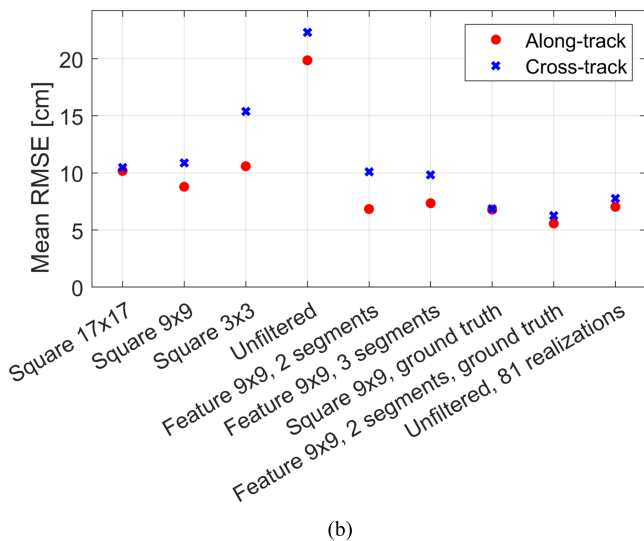 Along-track
Cross-track
Mean RMSE [cm]
20
15
10
5
0
Square 17x17
Square 9x9
Square 3x3
Unfiltered
Feature 9x9, 2 segments
Feature 9x9, 3 segments
Square 9x9, ground truth
Feature 9x9, 2 segments, ground truth
Unfiltered, 81 realizations
(b)